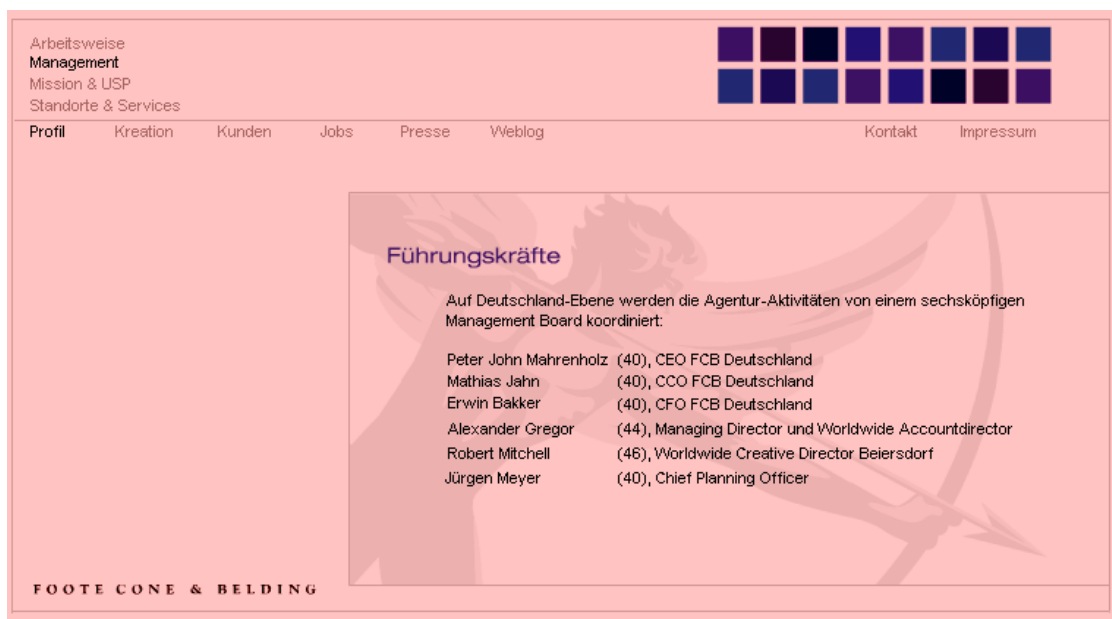 Arbeitsweise
Management
Mission & USP
Standorte & Services
Profil Kreation Kunden Jobs Presse Weblog Kontakt Impressum
Führungskräfte
Auf Deutschland-Ebene werden die Agentur-Aktivitäten von einem sechsköpfigen
Management Board koordiniert:
Peter John Mahrenholz (40), CEO FCB Deutschland
Mathias Jahn (40), CCO FCB Deutschland
Erwin Bakker (40), CFO FCB Deutschland
Alexander Gregor (44), Managing Director und Worldwide Accountdirector
Robert Mitchell (46), Worldwide Creative Director Beiersdorf
Jürgen Meyer (40), Chief Planning Officer
FOOTE CONE & BELDING